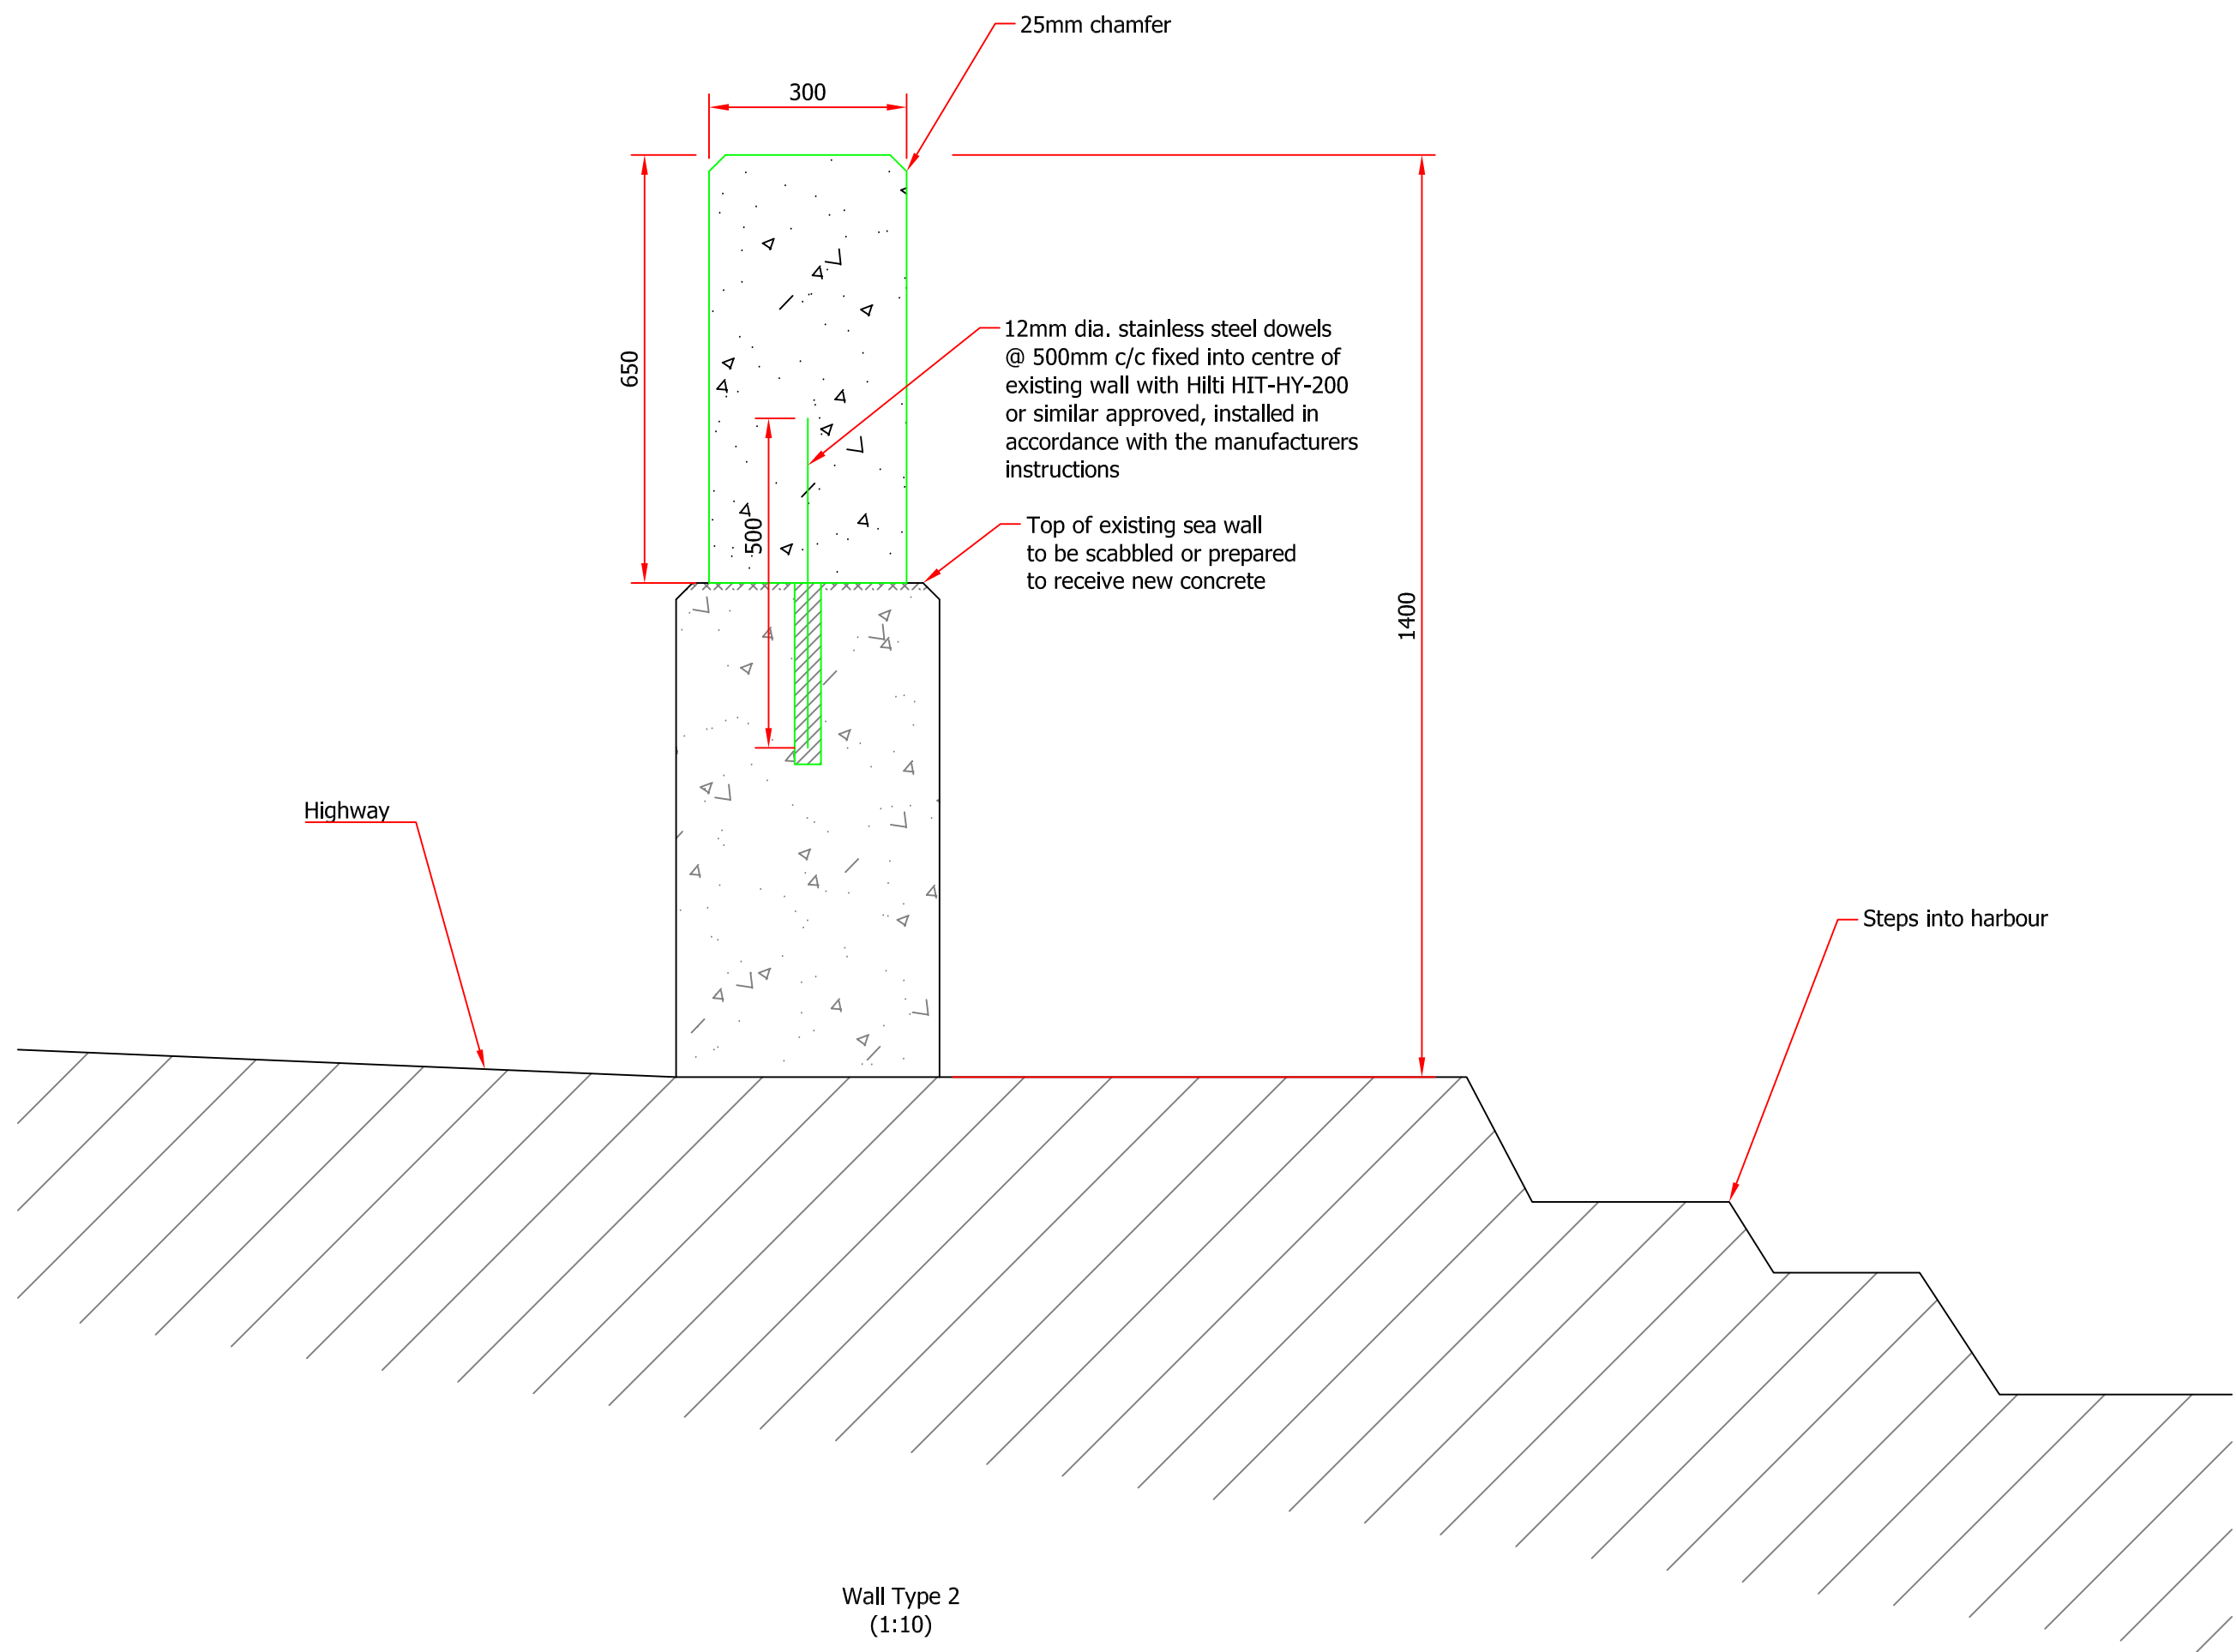 25mm chamfer
300
650
12mm dia. stainless steel dowels
@ 500mm c/c fixed into centre of
existing wall with Hilti HIT-HY-200
or similar approved, installed in
accordance with the manufacturers
instructions
500
Top of existing sea wall
to be scabbled or prepared
to receive new concrete
1400
Highway
Steps into harbour
Wall Type 2
(1:10)